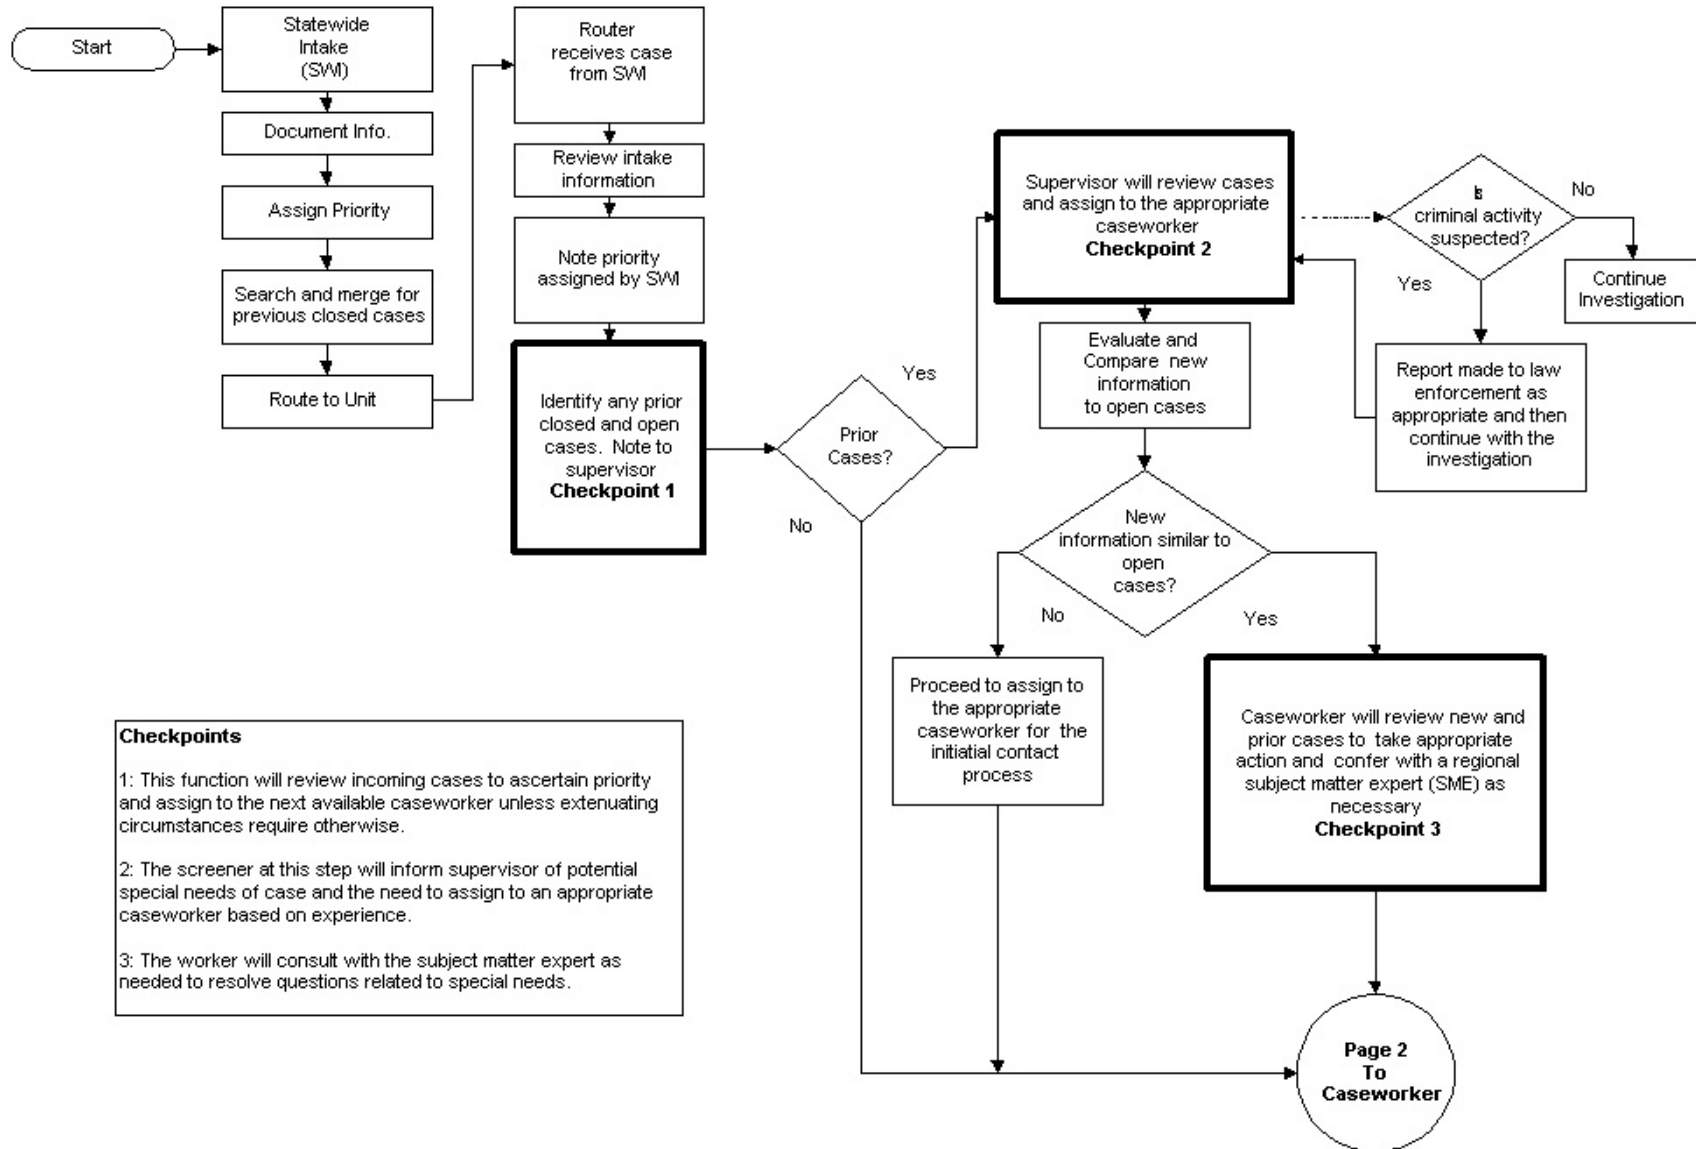 Start
Statewide
Intake
(SWI)
Document Info.
Assign Priority
Search and merge for
previous closed cases
Route to Unit
Router
receives case
from SWI
Review intake
information
Note priority
assigned by SWI
Identify any prior
closed and open
cases. Note to
supervisor
Checkpoint 1
Prior
Cases?
Yes
No
Supervisor will review cases
and assign to the appropriate
caseworker
Checkpoint 2
Is
criminal activity
suspected?
No
Yes
Continue
Investigation
Report made to law
enforcement as
appropriate and then
continue with the
investigation
Evaluate and
Compare new
information
to open cases
New
information similar to
open
cases?
No
Yes
Proceed to assign to
the appropriate
caseworker for the
initiatial contact
process
Caseworker will review new and
prior cases to take appropriate
action and confer with a regional
subject matter expert (SME) as
necessary
Checkpoint 3
Page 2
To
Caseworker
Checkpoints
1: This function will review incoming cases to ascertain priority
and assign to the next available caseworker unless extenuating
circumstances require otherwise.
2: The screener at this step will inform supervisor of potential
special needs of case and the need to assign to an appropriate
caseworker based on experience.
3: The worker will consult with the subject matter expert as
needed to resolve questions related to special needs.